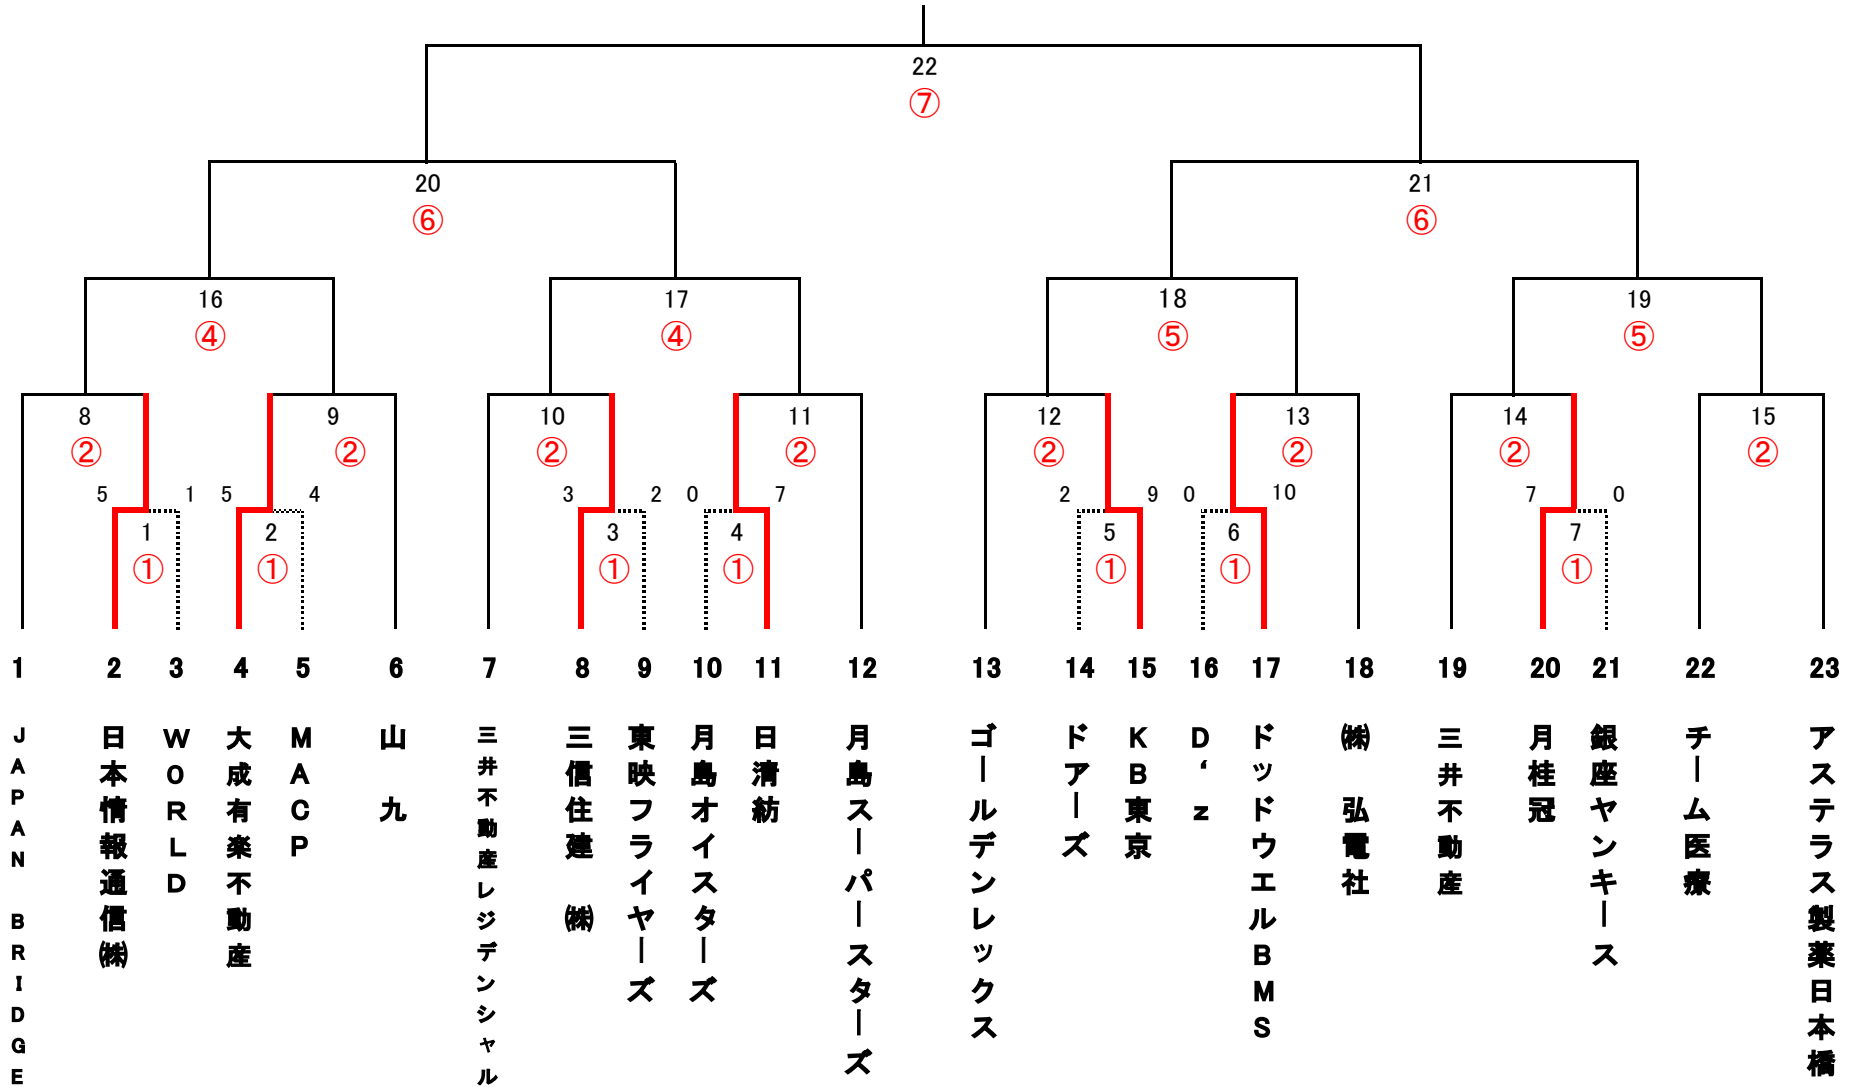 22
⑦
20 21
⑥ ⑥
16 17 18 19
④ ④ ⑤ ⑤
8 9 10 11 12 13 14 15
② ② ② ② ② ② ② ②
5 1 5 4 3 2 0 7 2 9 0 10 7 0
1 2 3 4 5 6 7
① ① ① ① ① ① ①
1 2 3 4 5 6 7 8 9 10 11 12 13 14 15 16 17 18 19 20 21 22 23
JAPAN BRIDGE
日本情報通信㈱
WORLD
大成有楽不動産
MACP
山 九
三井不動産レジデンシャル
三信住建 ㈱
東映フライヤーズ
月島オイスターズ
日清紡
月島スーパースターズ
ゴールデンレックス
ドアーズ
KB東京
D‘z
ドッドウエルBMS
㈱ 弘電社
三井不動産
月桂冠
銀座ヤンキース
チーム医療
アステラス製薬日本橋